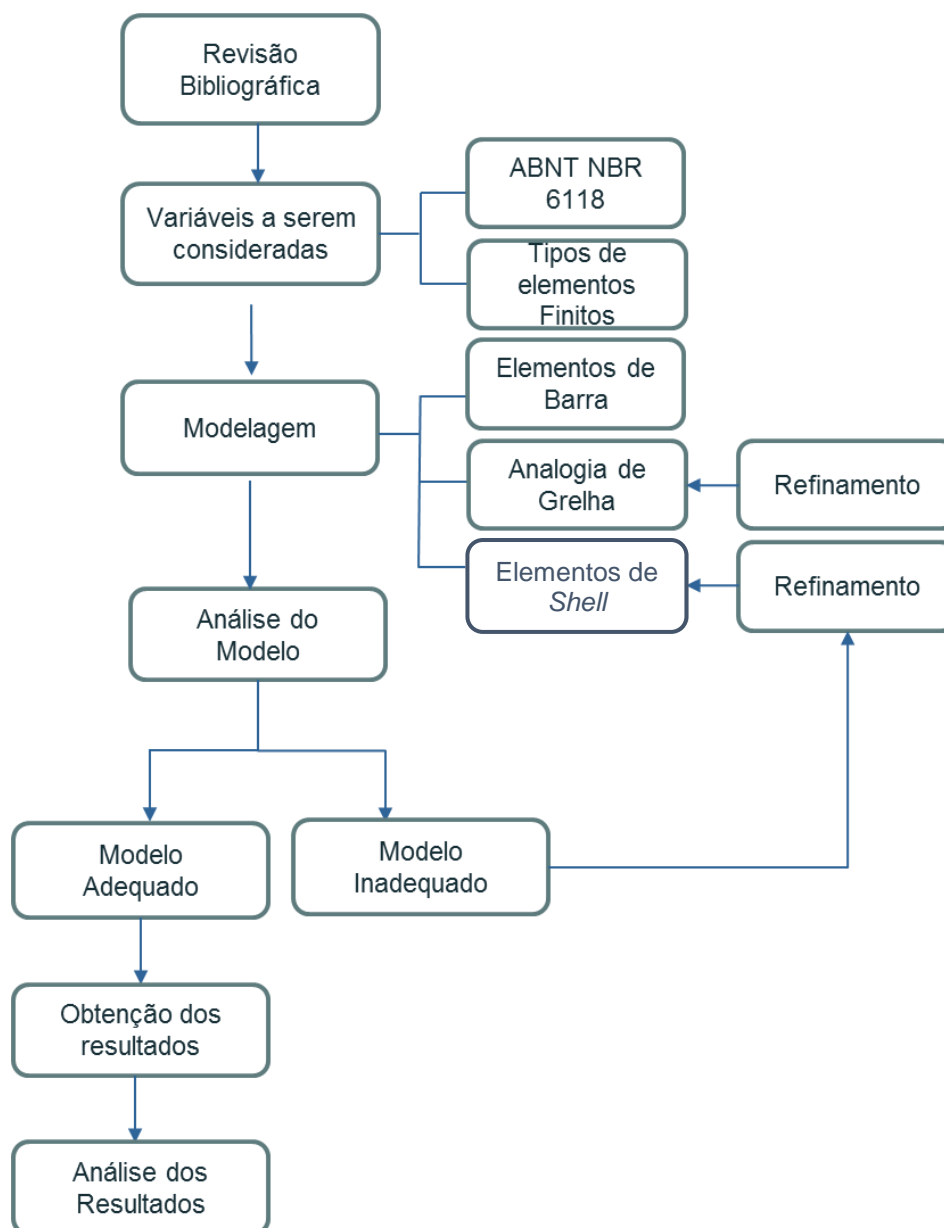 Revisão
Bibliográfica
Variáveis a serem
consideradas
ABNT NBR
6118
Tipos de
elementos
Finitos
Modelagem
Elementos de
Barra
Analogia de
Grelha
Refinamento
Elementos de
Shell
Refinamento
Análise do
Modelo
Modelo
Adequado
Modelo
Inadequado
Obtenção dos
resultados
Análise dos
Resultados